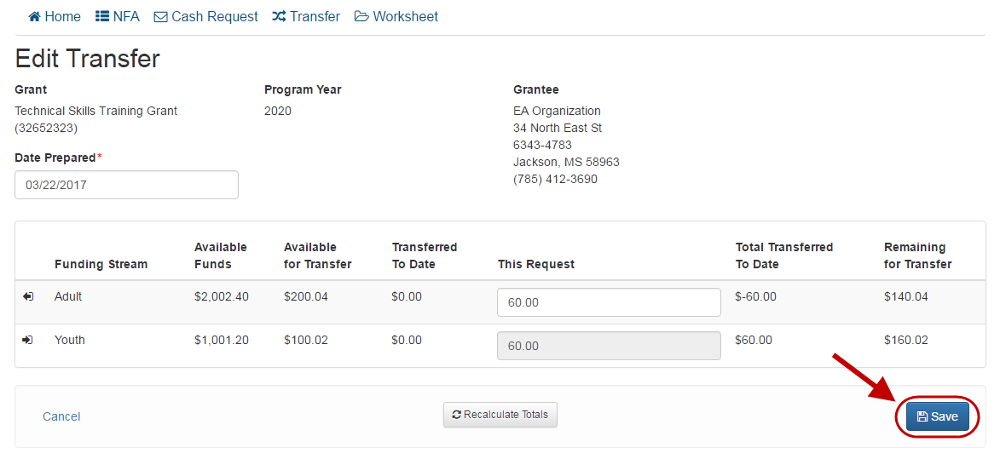 Home NFA Cash Request Transfer Worksheet
Edit Transfer
Grant
Technical Skills Training Grant
(32652323)
Program Year
2020
Grantee
EA Organization
34 North East St
6343-4783
Jackson, MS 58963
(785) 412-3690
Date Prepared*
03/22/2017
Funding Stream Available Funds Available for Transfer Transferred To Date This Request Total Transferred To Date Remaining for Transfer
Adult $2,002.40 $200.04 $0.00 60.00 $-60.00 $140.04
Youth $1,001.20 $100.02 $0.00 60.00 $60.00 $160.02
Cancel Recalculate Totals Save